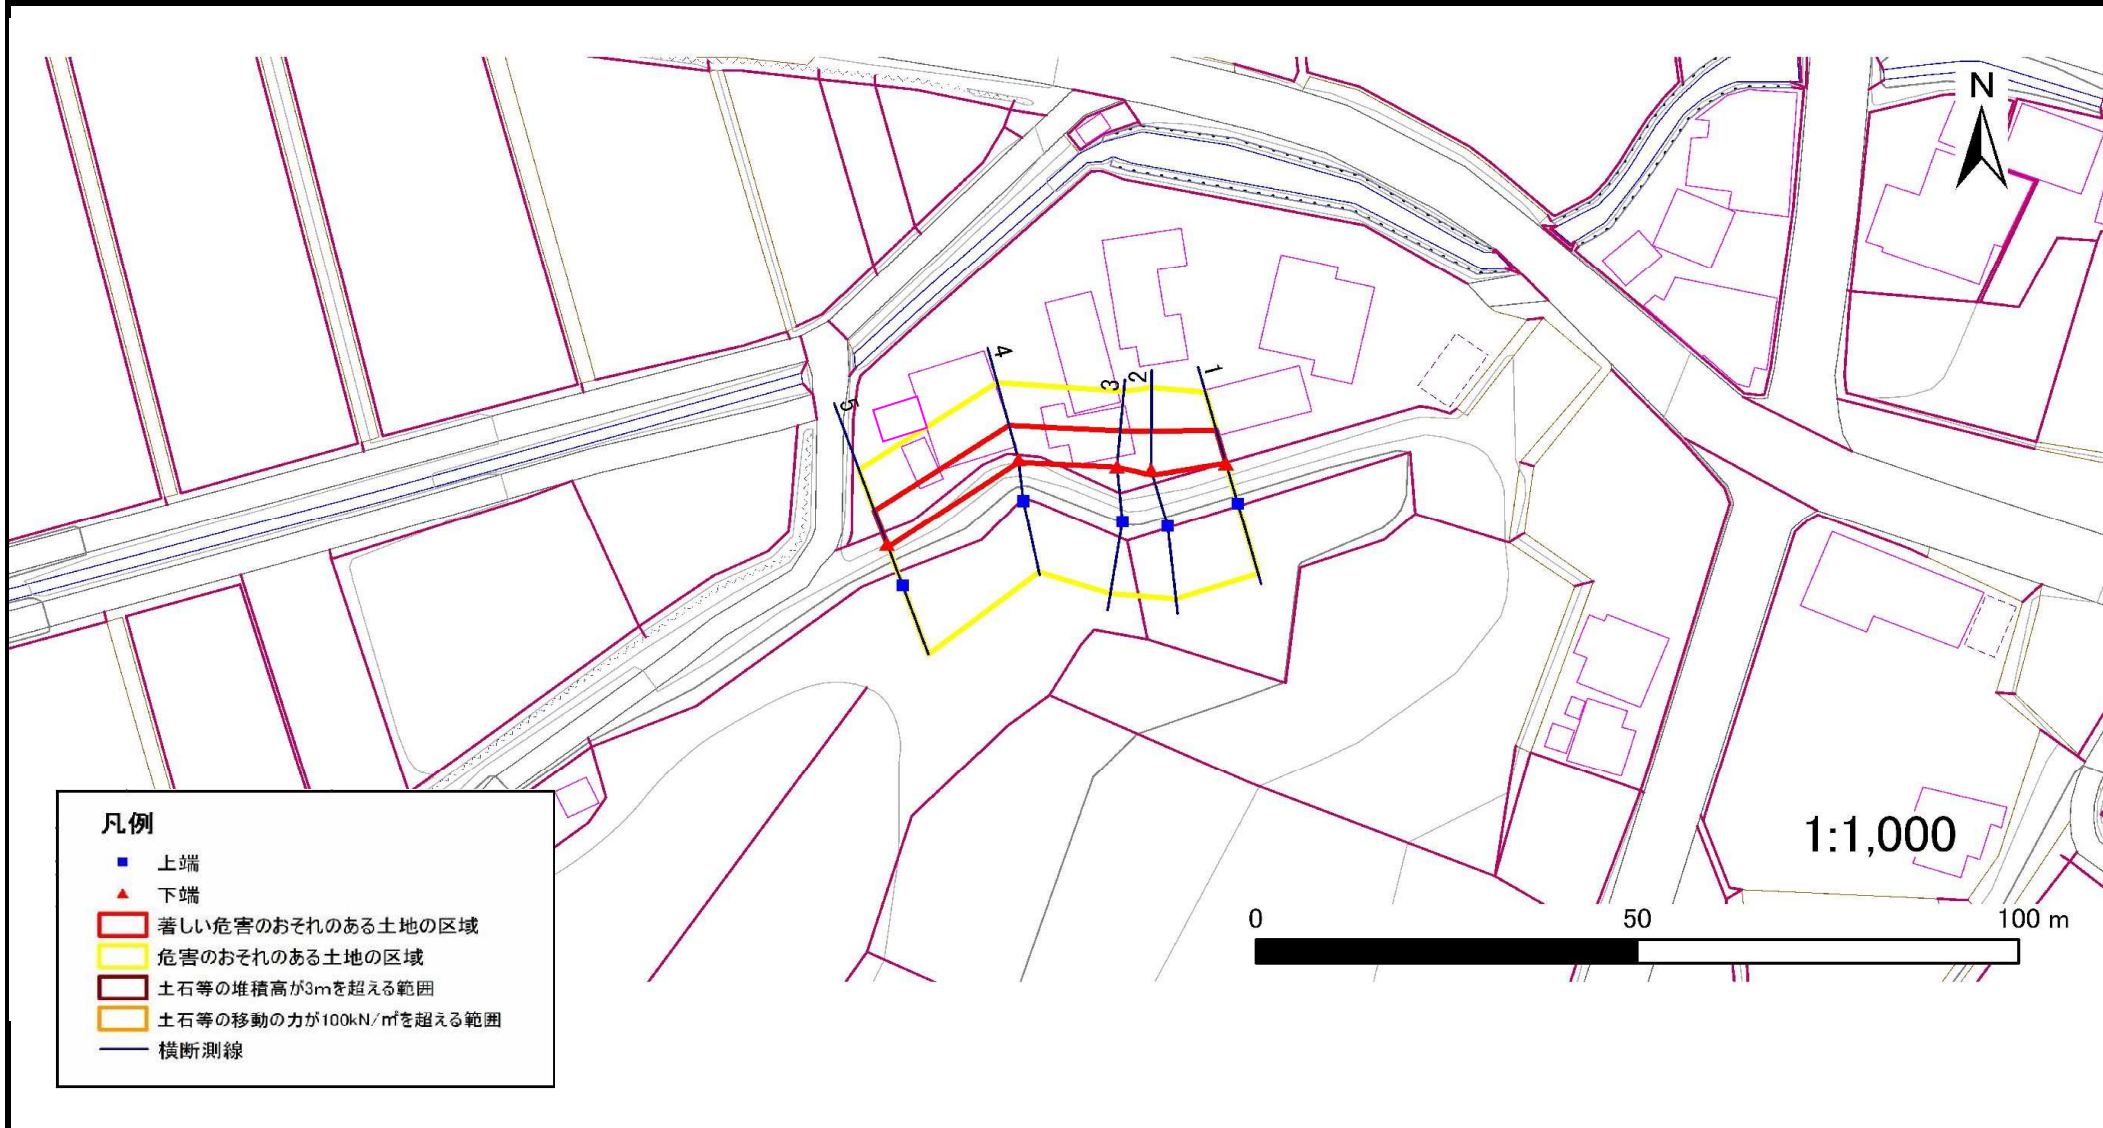 N
4
3
2
1
5
凡例
上端
下端
著しい危害のおそれのある土地の区域
危害のおそれのある土地の区域
土石等の堆積高が3mを超える範囲
土石等の移動の力が100kN/㎡を超える範囲
横断測線
1:1,000
0 50 100 m